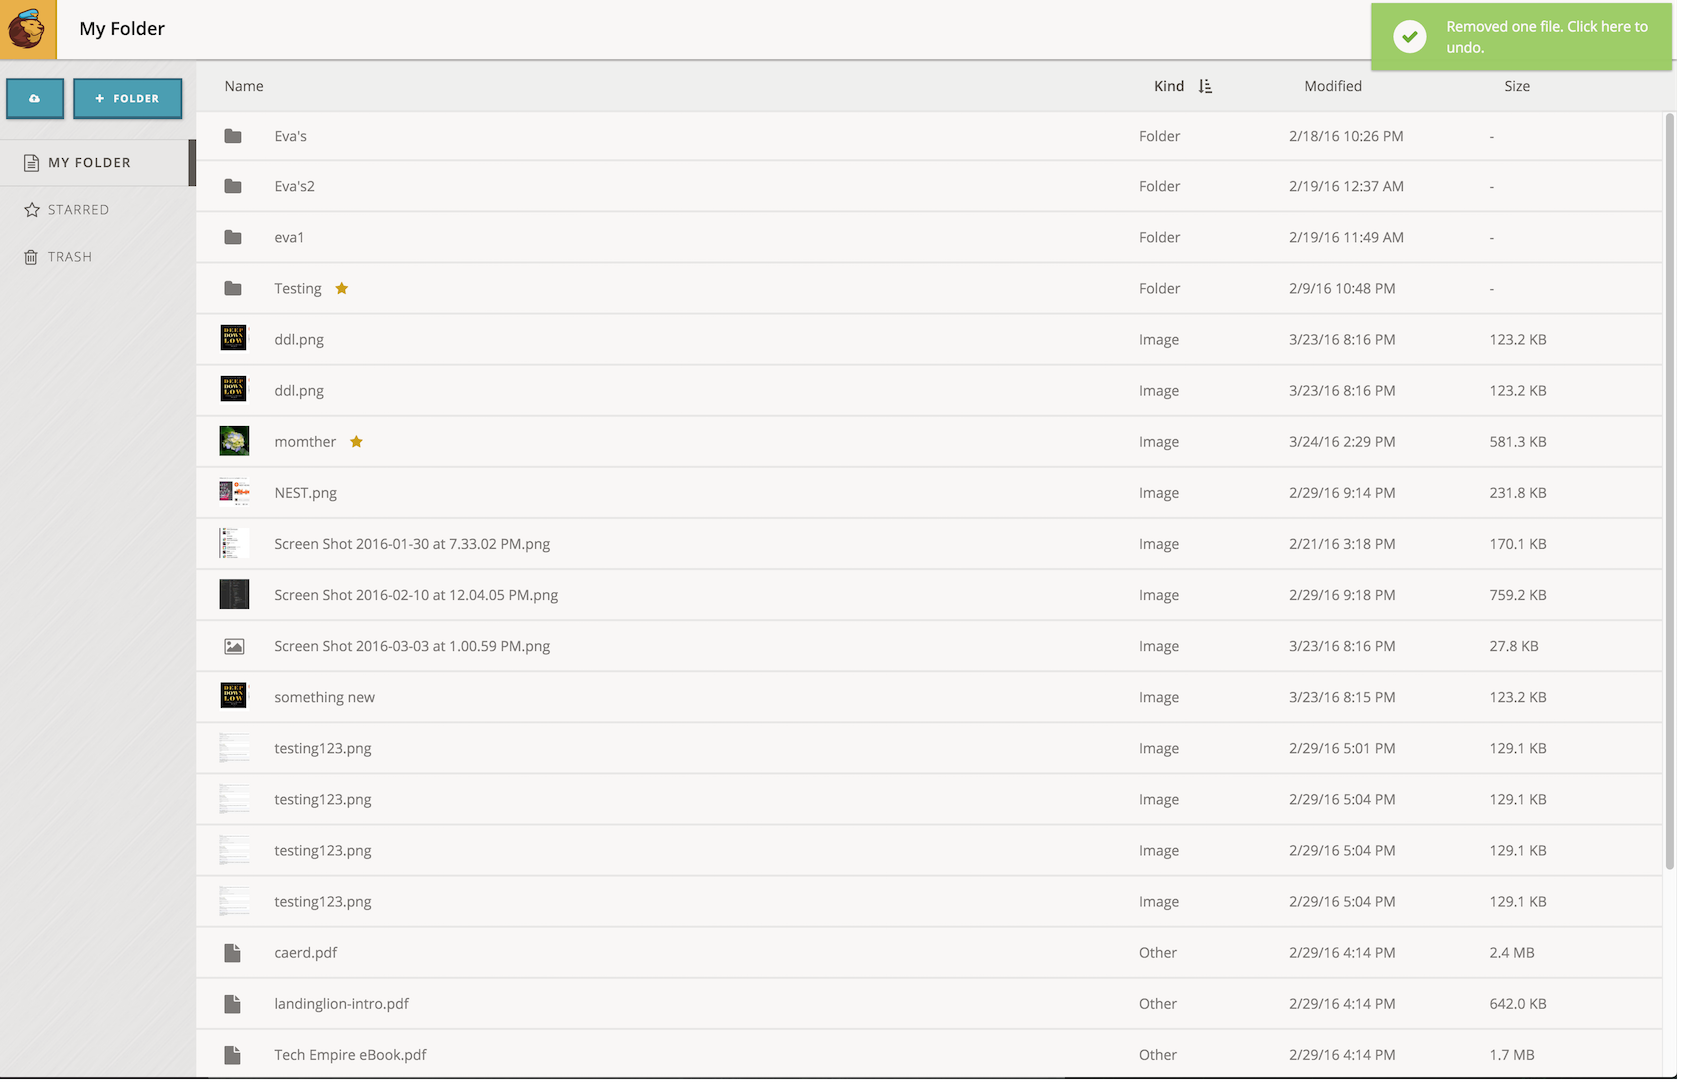 My Folder
Removed one file. Click here to
undo.
+ FOLDER
Name Kind Modified Size
MY FOLDER
STARRED
TRASH
Eva's Folder 2/18/16 10:26 PM -
Eva's2 Folder 2/19/16 12:37 AM -
eva1 Folder 2/19/16 11:49 AM -
Testing Folder 2/9/16 10:48 PM -
DEEP
DOWN
LOW
ddl.png Image 3/23/16 8:16 PM 123.2 KB
DEEP
DOWN
LOW
ddl.png Image 3/23/16 8:16 PM 123.2 KB
momther Image 3/24/16 2:29 PM 581.3 KB
NEST.png Image 2/29/16 9:14 PM 231.8 KB
Screen Shot 2016-01-30 at 7.33.02 PM.png Image 2/21/16 3:18 PM 170.1 KB
Screen Shot 2016-02-10 at 12.04.05 PM.png Image 2/29/16 9:18 PM 759.2 KB
Screen Shot 2016-03-03 at 1.00.59 PM.png Image 3/23/16 8:16 PM 27.8 KB
DEEP
DOWN
LOW
something new Image 3/23/16 8:15 PM 123.2 KB
testing123.png Image 2/29/16 5:01 PM 129.1 KB
testing123.png Image 2/29/16 5:04 PM 129.1 KB
testing123.png Image 2/29/16 5:04 PM 129.1 KB
testing123.png Image 2/29/16 5:04 PM 129.1 KB
caerd.pdf Other 2/29/16 4:14 PM 2.4 MB
landinglion-intro.pdf Other 2/29/16 4:14 PM 642.0 KB
Tech Empire eBook.pdf Other 2/29/16 4:14 PM 1.7 MB